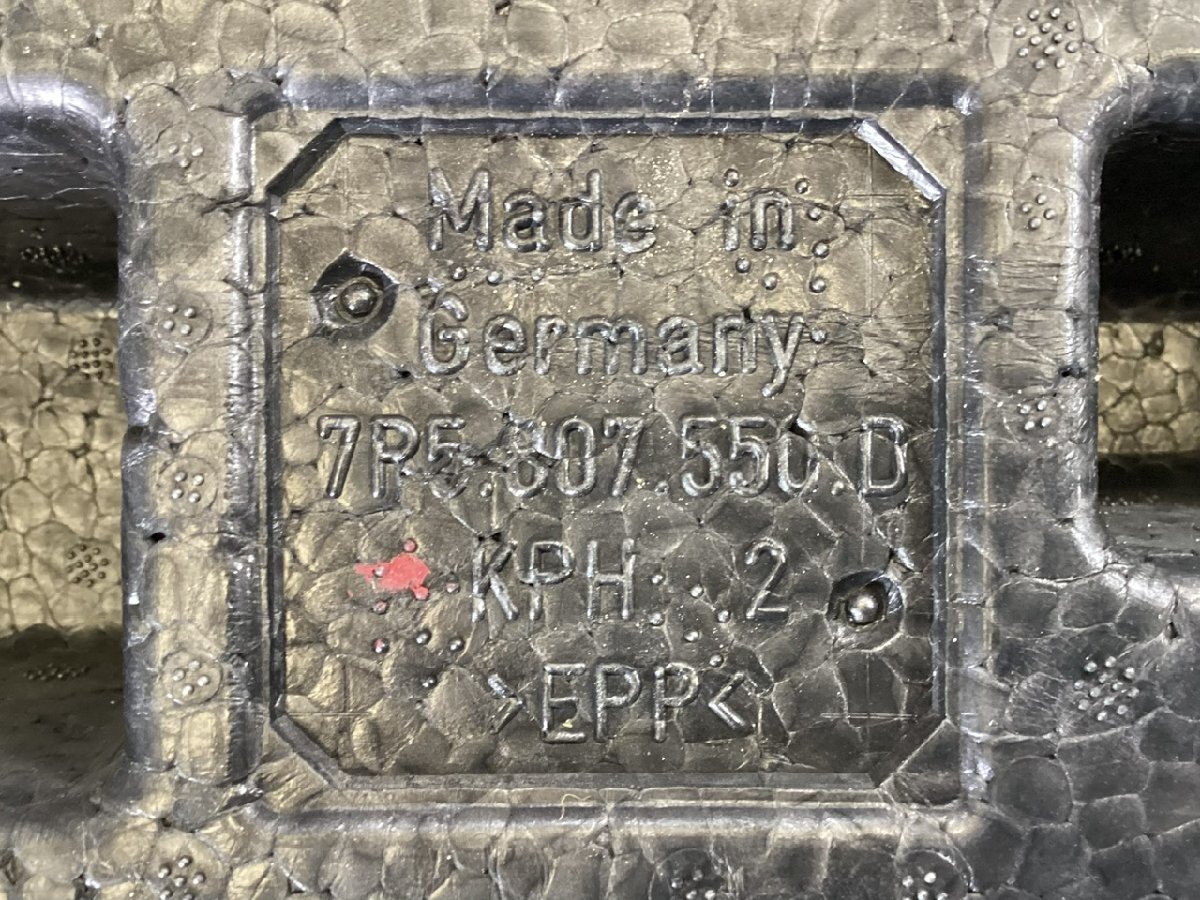 Made in
Germany
7P5.807.550.D
KPH 2
>EPP<